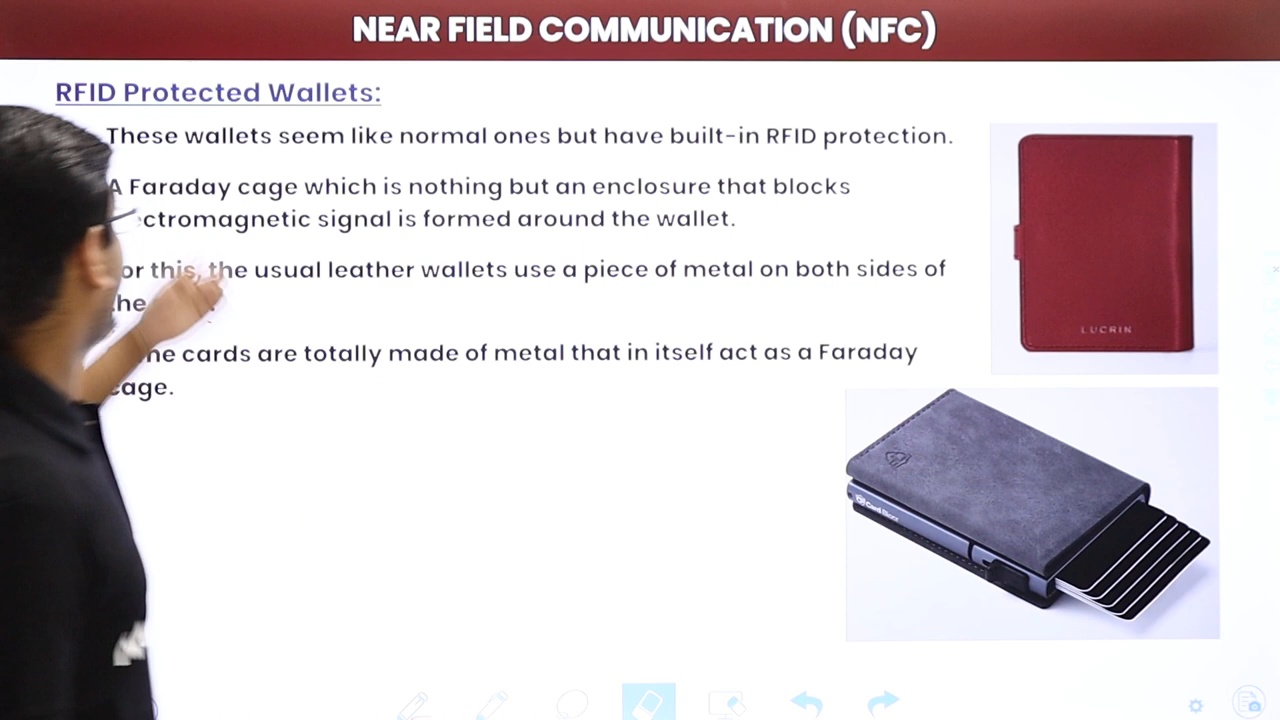 NEAR FIELD COMMUNICATION (NFC)
RFID Protected Wallets:
These wallets seem like normal ones but have built-in RFID protection.
A Faraday cage which is nothing but an enclosure that blocks
ectromagnetic signal is formed around the wallet.
or this, the usual leather wallets use a piece of metal on both sides of
the
cards are totally made of metal that in itself act as a Faraday
cage.
LUCRIN